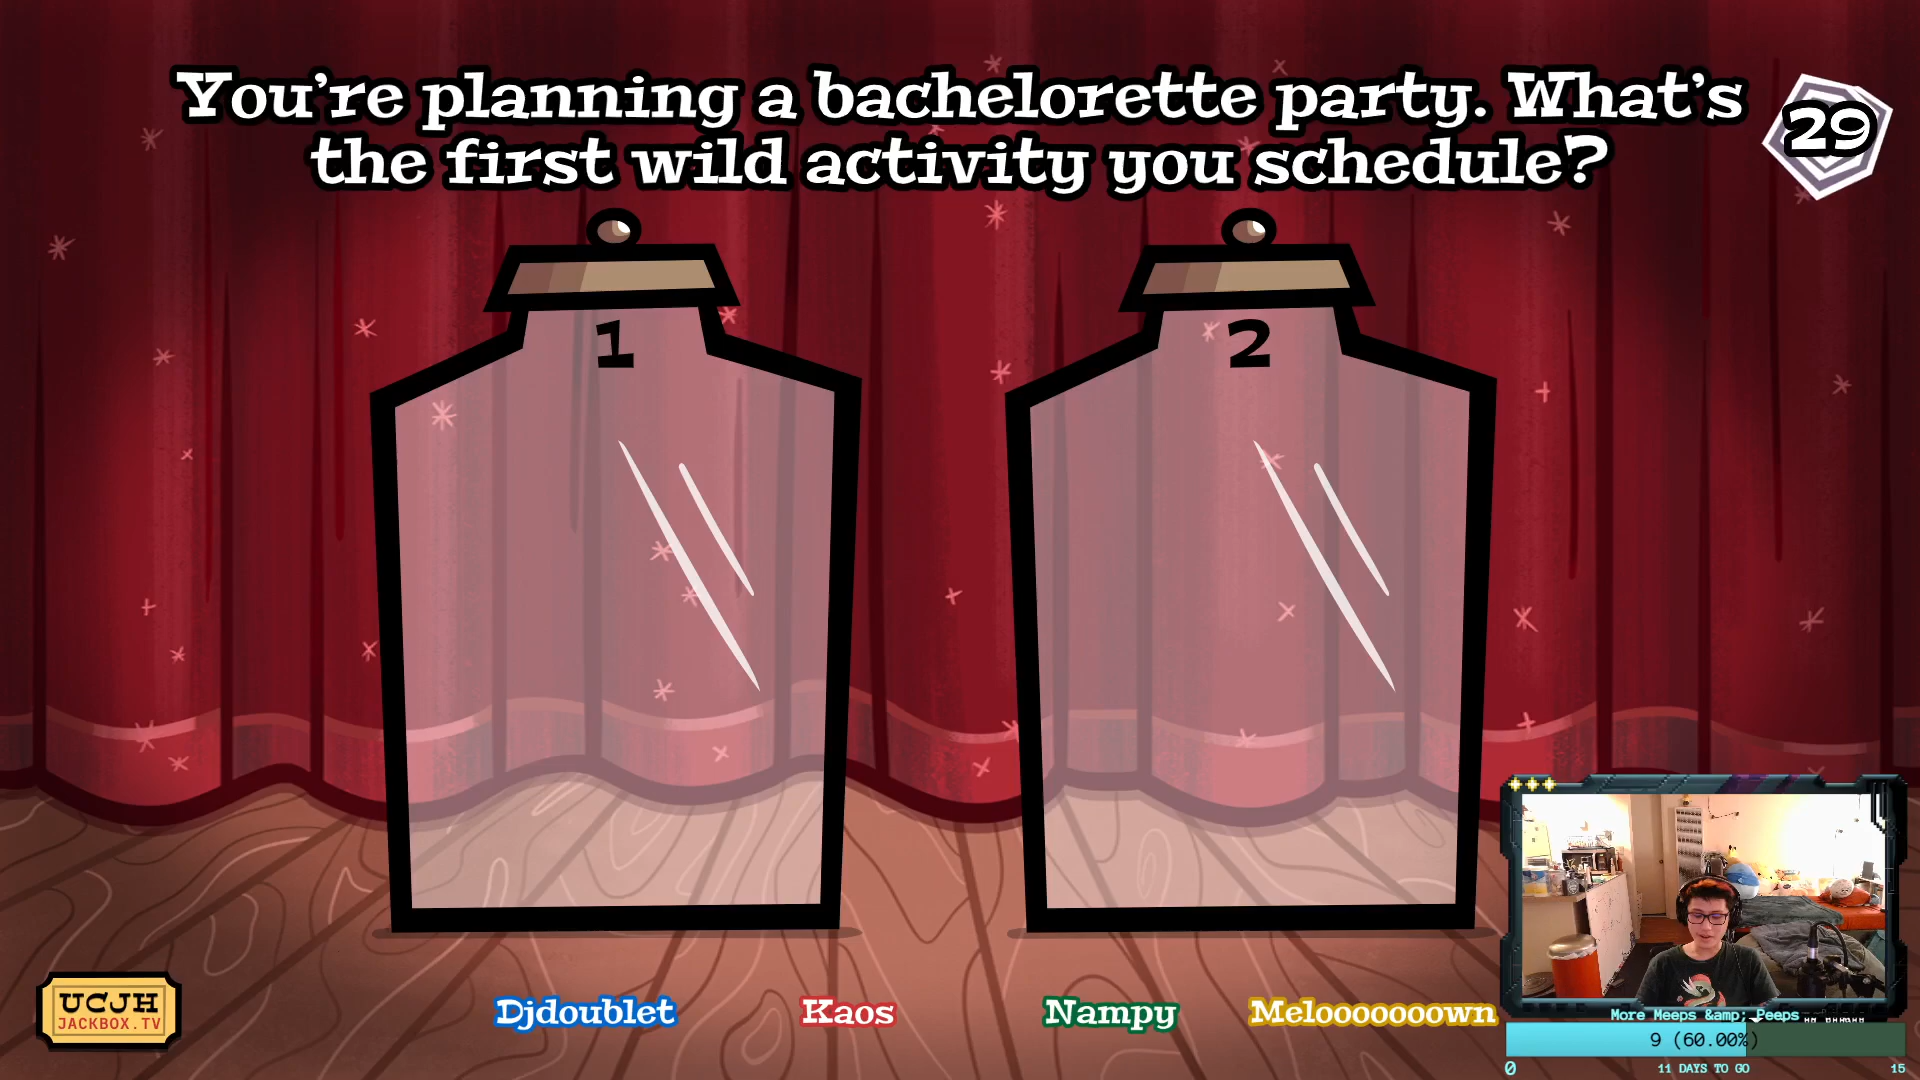 You're planning a bachelorette party. What's
the first wild activity you schedule?
29
1
2
UCJH
JACKBOX.TV
Djdoublet
Kaos
Nampy
Melooooooown
More Meeps &amp; Peeps
9 (60.00%)
0
11 DAYS TO GO
15